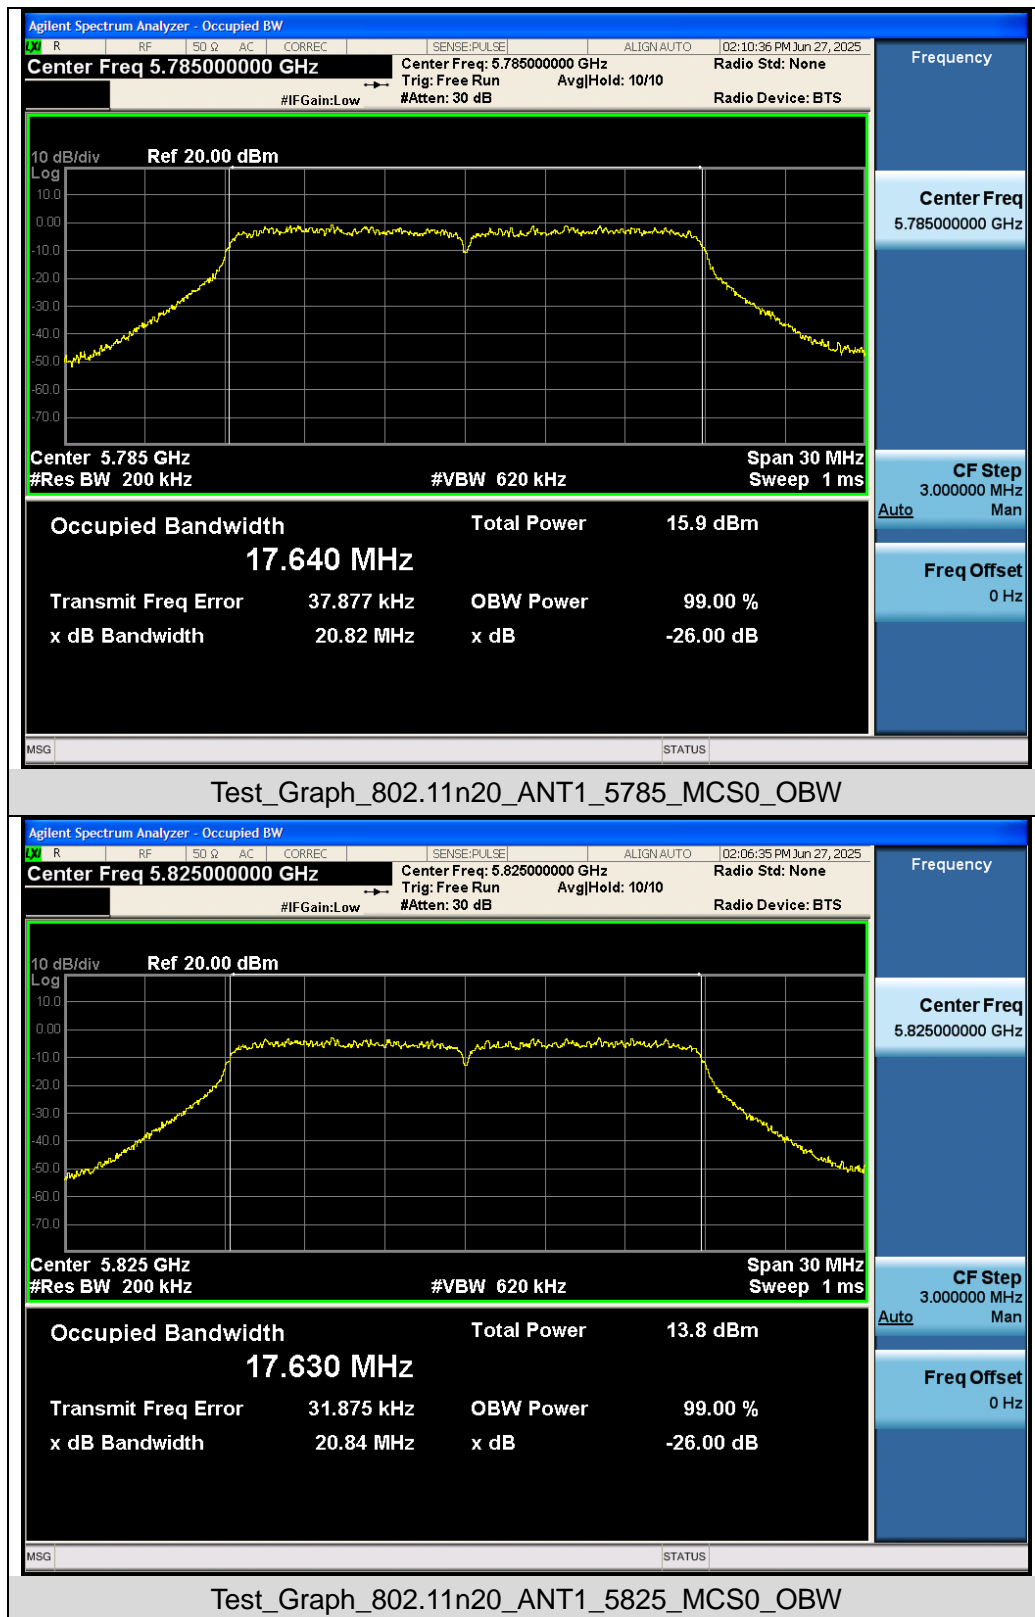 Agilent Spectrum Analyzer - Occupied BW
LXI R RF 50 Ω AC CORREC SENSE:PULSE ALIGN AUTO 02:10:36 PM Jun 27, 2025
Center Freq 5.785000000 GHz
Center Freq: 5.785000000 GHz Radio Std: None
Trig: Free Run Avg|Hold: 10/10
#IFGain:Low #Atten: 30 dB Radio Device: BTS
Frequency
10 dB/div Ref 20.00 dBm
Log
10.0
0.00
-10.0
-20.0
-30.0
-40.0
-50.0
-60.0
-70.0
Center Freq
5.785000000 GHz
Center 5.785 GHz Span 30 MHz
#Res BW 200 kHz #VBW 620 kHz Sweep 1 ms
CF Step
3.000000 MHz
Auto Man
Occupied Bandwidth Total Power 15.9 dBm
17.640 MHz
Transmit Freq Error 37.877 kHz OBW Power 99.00 %
x dB Bandwidth 20.82 MHz x dB -26.00 dB
Freq Offset
0 Hz
MSG STATUS
Test_Graph_802.11n20_ANT1_5785_MCS0_OBW
Agilent Spectrum Analyzer - Occupied BW
LXI R RF 50 Ω AC CORREC SENSE:PULSE ALIGN AUTO 02:06:35 PM Jun 27, 2025
Center Freq 5.825000000 GHz
Center Freq: 5.825000000 GHz Radio Std: None
Trig: Free Run Avg|Hold: 10/10
#IFGain:Low #Atten: 30 dB Radio Device: BTS
Frequency
10 dB/div Ref 20.00 dBm
Log
10.0
0.00
-10.0
-20.0
-30.0
-40.0
-50.0
-60.0
-70.0
Center Freq
5.825000000 GHz
Center 5.825 GHz Span 30 MHz
#Res BW 200 kHz #VBW 620 kHz Sweep 1 ms
CF Step
3.000000 MHz
Auto Man
Occupied Bandwidth Total Power 13.8 dBm
17.630 MHz
Transmit Freq Error 31.875 kHz OBW Power 99.00 %
x dB Bandwidth 20.84 MHz x dB -26.00 dB
Freq Offset
0 Hz
MSG STATUS
Test_Graph_802.11n20_ANT1_5825_MCS0_OBW